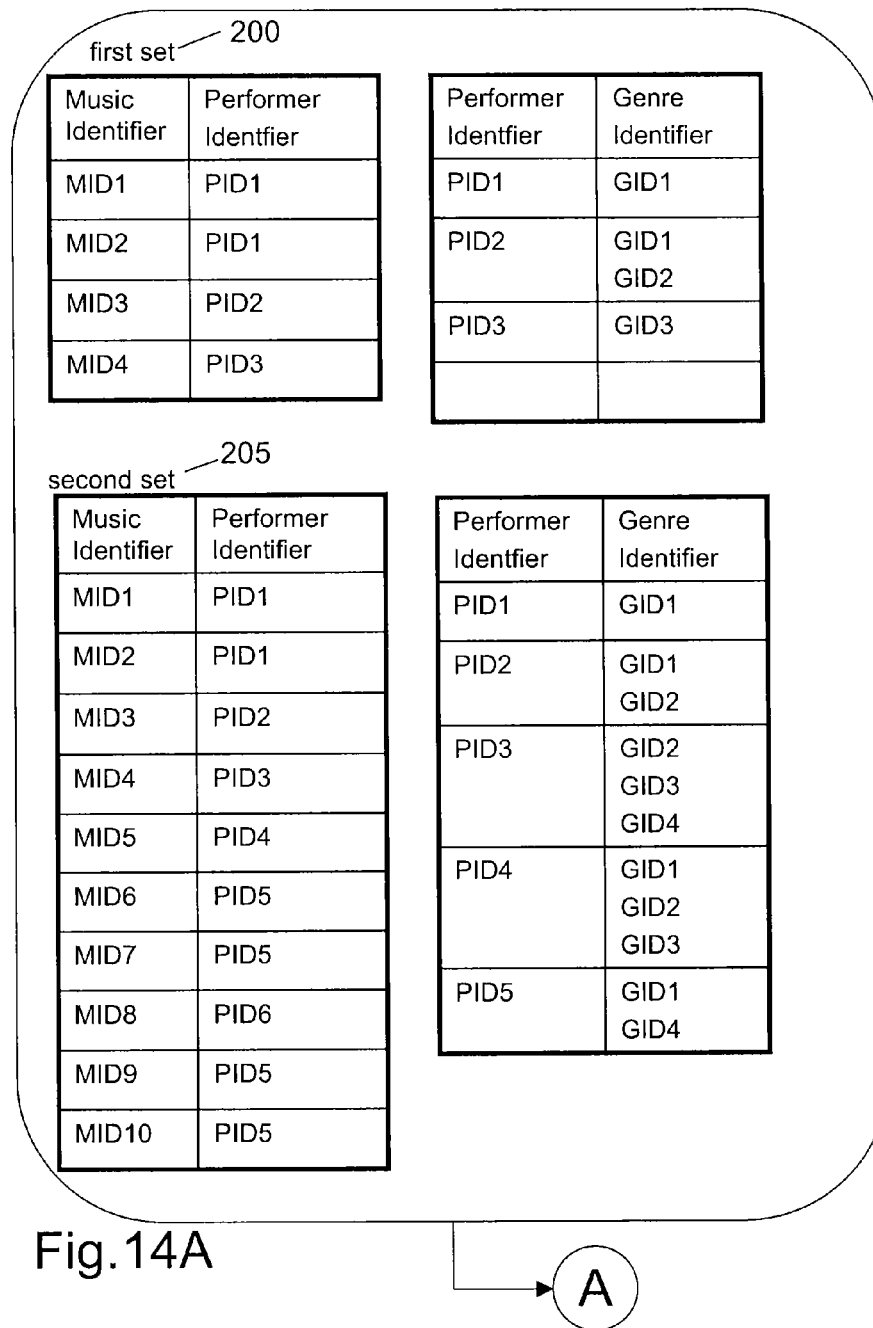 first set 200
Music Performer
Identifier Identfier
MID1 PID1
MID2 PID1
MID3 PID2
MID4 PID3
Performer Genre
Identfier Identifier
PID1 GID1
PID2 GID1
GID2
PID3 GID3
second set 205
Music Performer
Identifier Identifier
MID1 PID1
MID2 PID1
MID3 PID2
MID4 PID3
MID5 PID4
MID6 PID5
MID7 PID5
MID8 PID6
MID9 PID5
MID10 PID5
Performer Genre
Identfier Identifier
PID1 GID1
PID2 GID1
GID2
PID3 GID2
GID3
GID4
PID4 GID1
GID2
GID3
PID5 GID1
GID4
Fig.14A
A